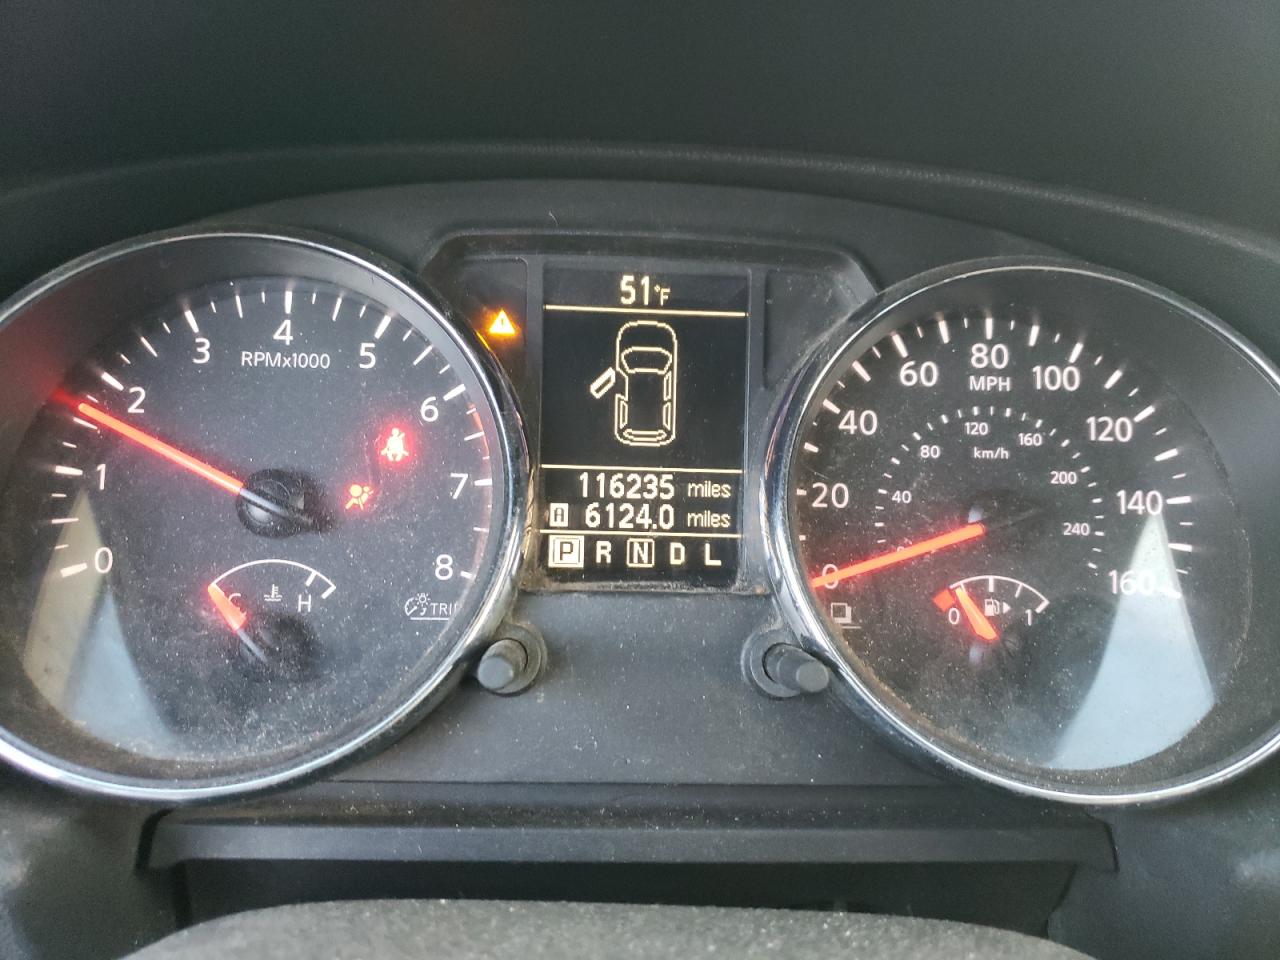 51°F
0 1 2 3 4 5 6 7 8
RPMx1000
C H
TRI
116235 miles
A 6124.0 miles
P R N D L
0 20 40 60 80 100 120 140 160
MPH
40 80 120 160 200 240
km/h
0 1